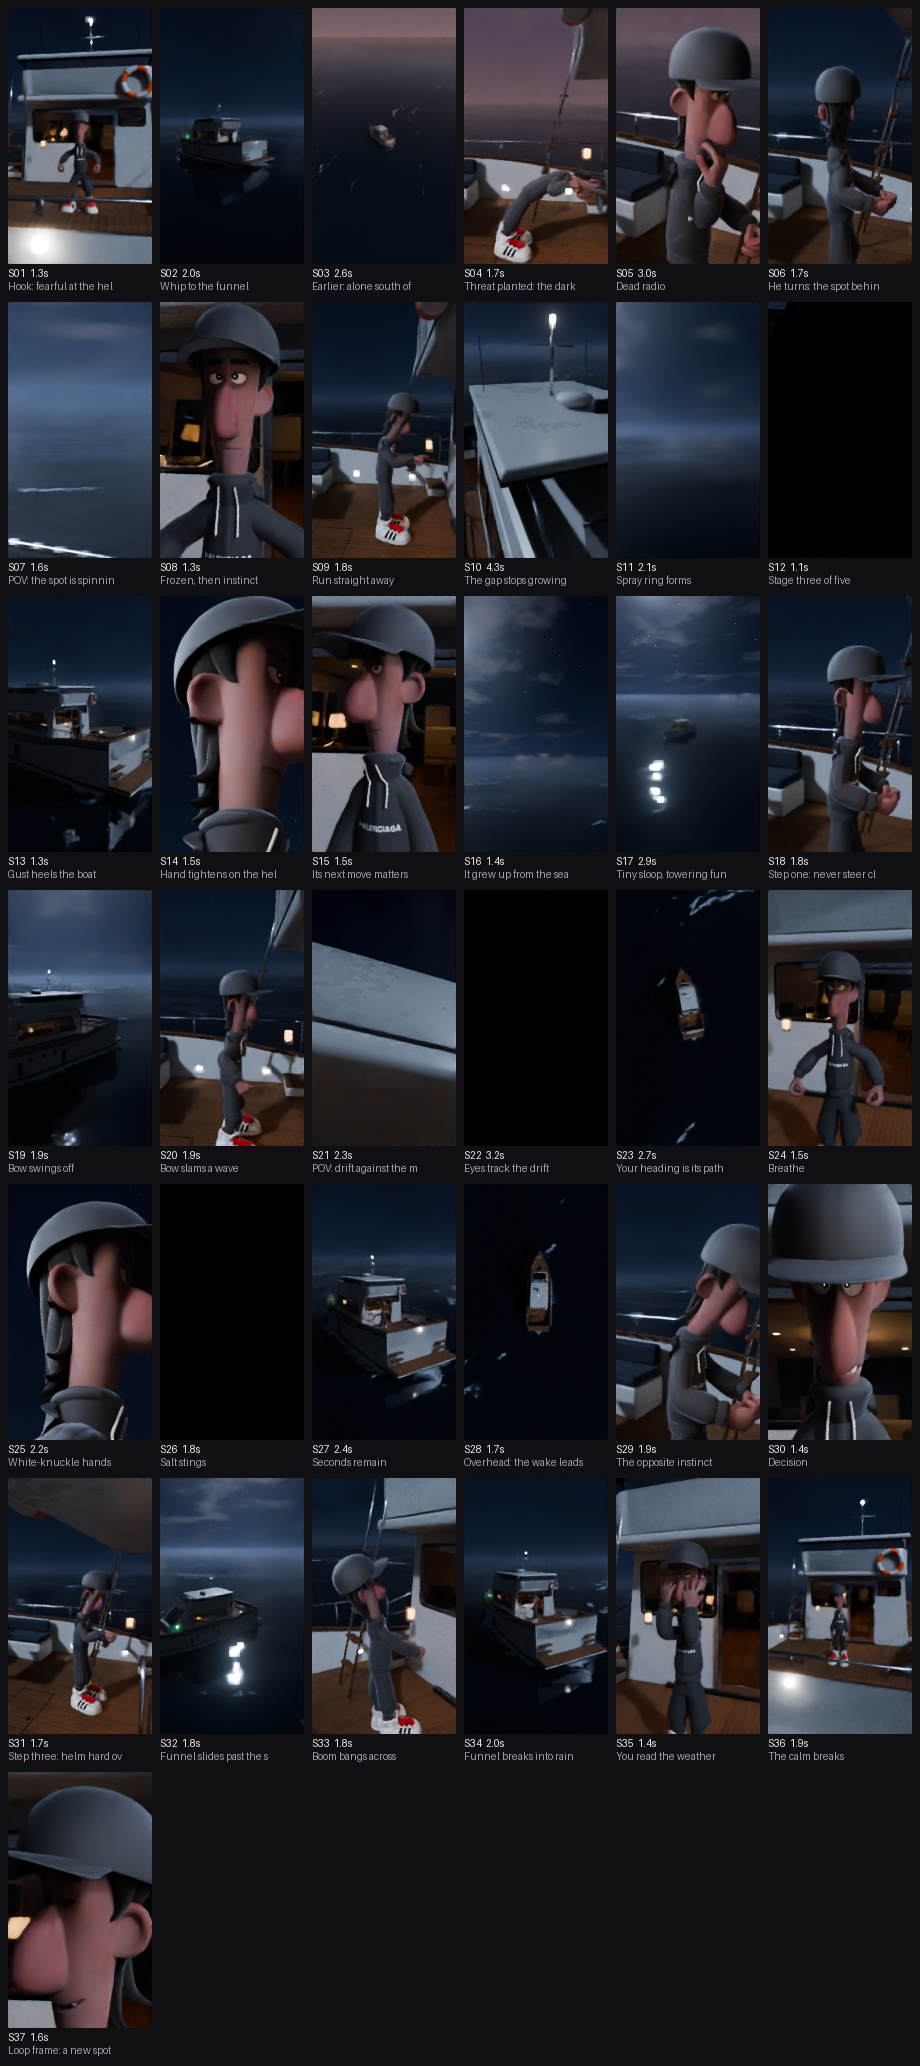 S01 1.3s
Hook: fearful at the hel
S02 2.0s
Whip to the funnel
S03 2.6s
Earlier: alone south of
S04 1.7s
Threat planted: the dark
S05 3.0s
Dead radio
S06 1.7s
He turns: the spot behin
S07 1.6s
POV: the spot is spinnin
S08 1.3s
Frozen, then instinct
S09 1.8s
Run straight away
S10 4.3s
The gap stops growing
S11 2.1s
Spray ring forms
S12 1.1s
Stage three of five
S13 1.3s
Gust heels the boat
S14 1.5s
Hand tightens on the hel
BALENCIAGA
S15 1.5s
Its next move matters
S16 1.4s
It grew up from the sea
S17 2.9s
Tiny sloop, towering fun
S18 1.8s
Step one: never steer cl
S19 1.9s
Bow swings off
S20 1.9s
Bow slams a wave
S21 2.3s
POV: drift against the m
S22 3.2s
Eyes track the drift
S23 2.7s
Your heading is its path
S24 1.5s
Breathe
S25 2.2s
White-knuckle hands
S26 1.8s
Salt stings
S27 2.4s
Seconds remain
S28 1.7s
Overhead: the wake leads
S29 1.9s
The opposite instinct
S30 1.4s
Decision
S31 1.7s
Step three: helm hard ov
S32 1.8s
Funnel slides past the s
S33 1.8s
Boom bangs across
S34 2.0s
Funnel breaks into rain
S35 1.4s
You read the weather
S36 1.9s
The calm breaks
S37 1.6s
Loop frame: a new spot